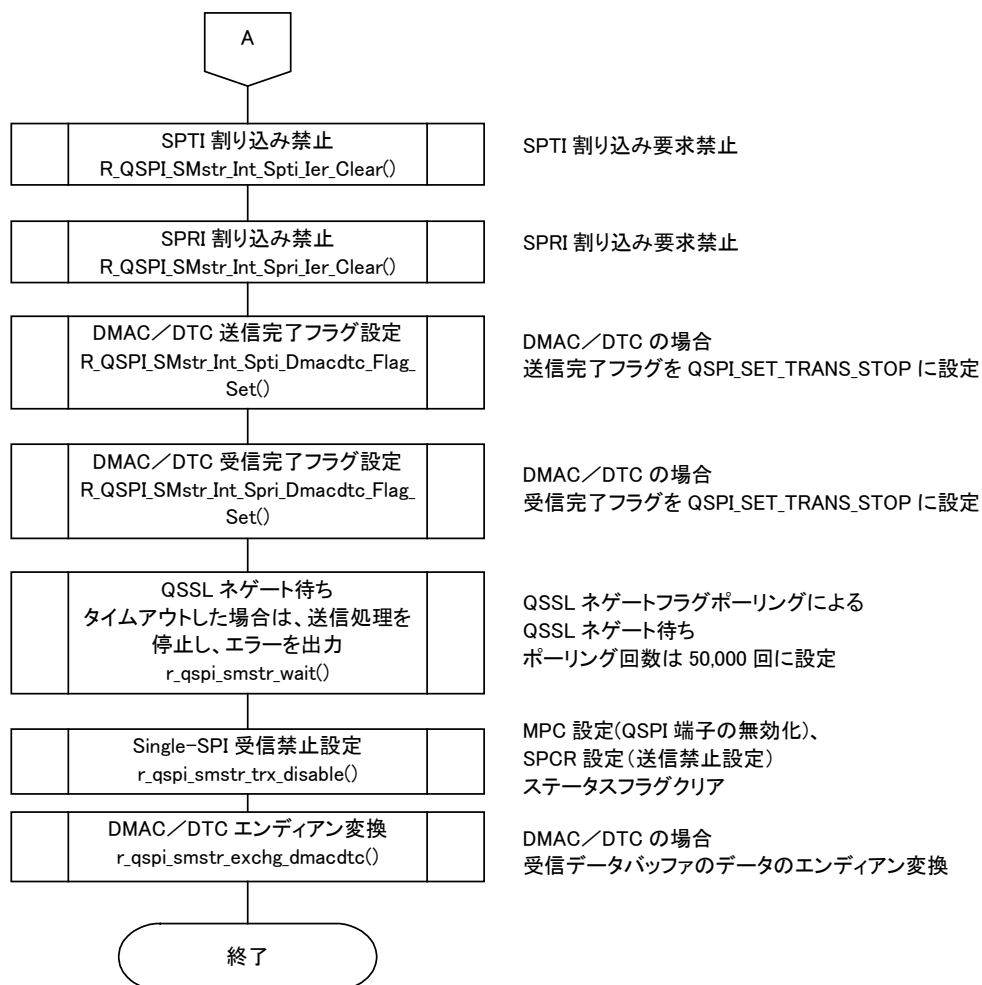 A
SPTI 割り込み禁止
R_QSPI_SMstr_Int_Spti_Ier_Clear()
SPTI 割り込み要求禁止
SPRI 割り込み禁止
R_QSPI_SMstr_Int_Spri_Ier_Clear()
SPRI 割り込み要求禁止
DMAC／DTC 送信完了フラグ設定
R_QSPI_SMstr_Int_Spti_Dmacdtc_Flag_
Set()
DMAC／DTC の場合
送信完了フラグを QSPI_SET_TRANS_STOP に設定
DMAC／DTC 受信完了フラグ設定
R_QSPI_SMstr_Int_Spri_Dmacdtc_Flag_
Set()
DMAC／DTC の場合
受信完了フラグを QSPI_SET_TRANS_STOP に設定
QSSL ネゲート待ち
タイムアウトした場合は、送信処理を
停止し、エラーを出力
r_qspi_smstr_wait()
QSSL ネゲートフラグポーリングによる
QSSL ネゲート待ち
ポーリング回数は 50,000 回に設定
Single-SPI 受信禁止設定
r_qspi_smstr_trx_disable()
MPC 設定(QSPI 端子の無効化)、
SPCR 設定（送信禁止設定）
ステータスフラグクリア
DMAC／DTC エンディアン変換
r_qspi_smstr_exchg_dmacdtc()
DMAC／DTC の場合
受信データバッファのデータのエンディアン変換
終了